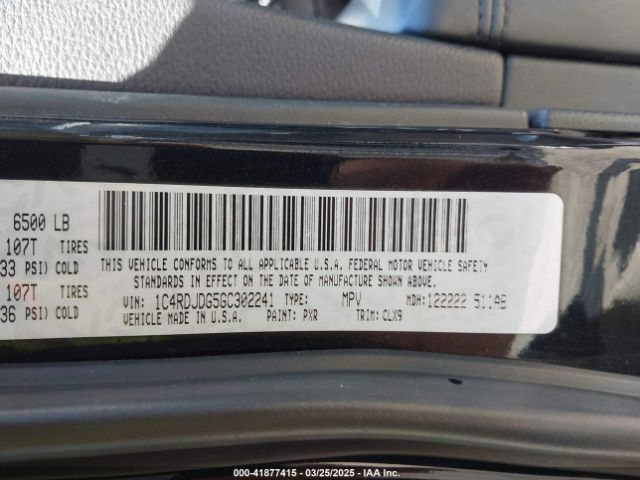 6500 LB
107T TIRES
33 PSI) COLD
107T TIRES
36 PSI) COLD
THIS VEHICLE CONFORMS TO ALL APPLICABLE U.S.A. FEDERAL MOTOR VEHICLE SAFETY
STANDARDS IN EFFECT ON THE DATE OF MANUFACTURE SHOWN ABOVE.
VIN: 1C4RDJDG5GC302241 TYPE: MPV MDH: 122222 511AB
VEHICLE MADE IN U.S.A. PAINT: PXR TRIM: CLX9
000-41877415 - 03/25/2025 - IAA Inc.